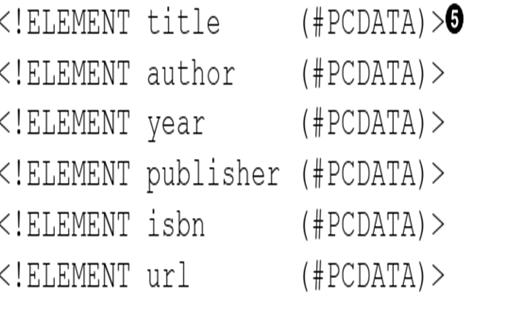 <!ELEMENT title (#PCDATA)>❺
<!ELEMENT author (#PCDATA)>
<!ELEMENT year (#PCDATA)>
<!ELEMENT publisher (#PCDATA)>
<!ELEMENT isbn (#PCDATA)>
<!ELEMENT url (#PCDATA)>